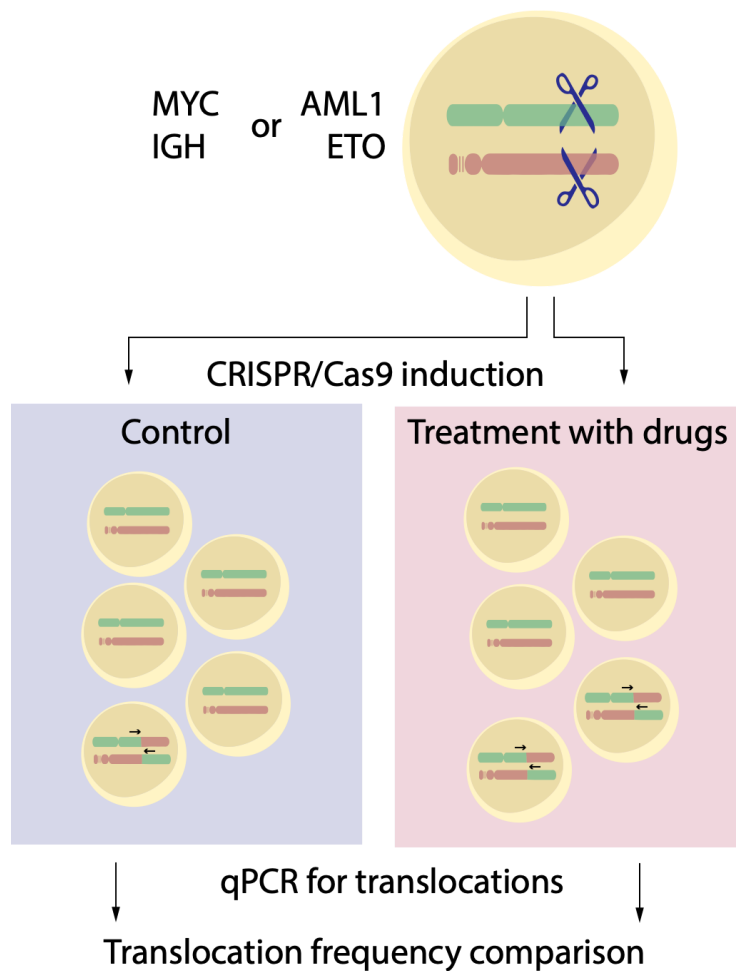 MYC or AML1
IGH ETO
CRISPR/Cas9 induction
Control
Treatment with drugs
qPCR for translocations
Translocation frequency comparison